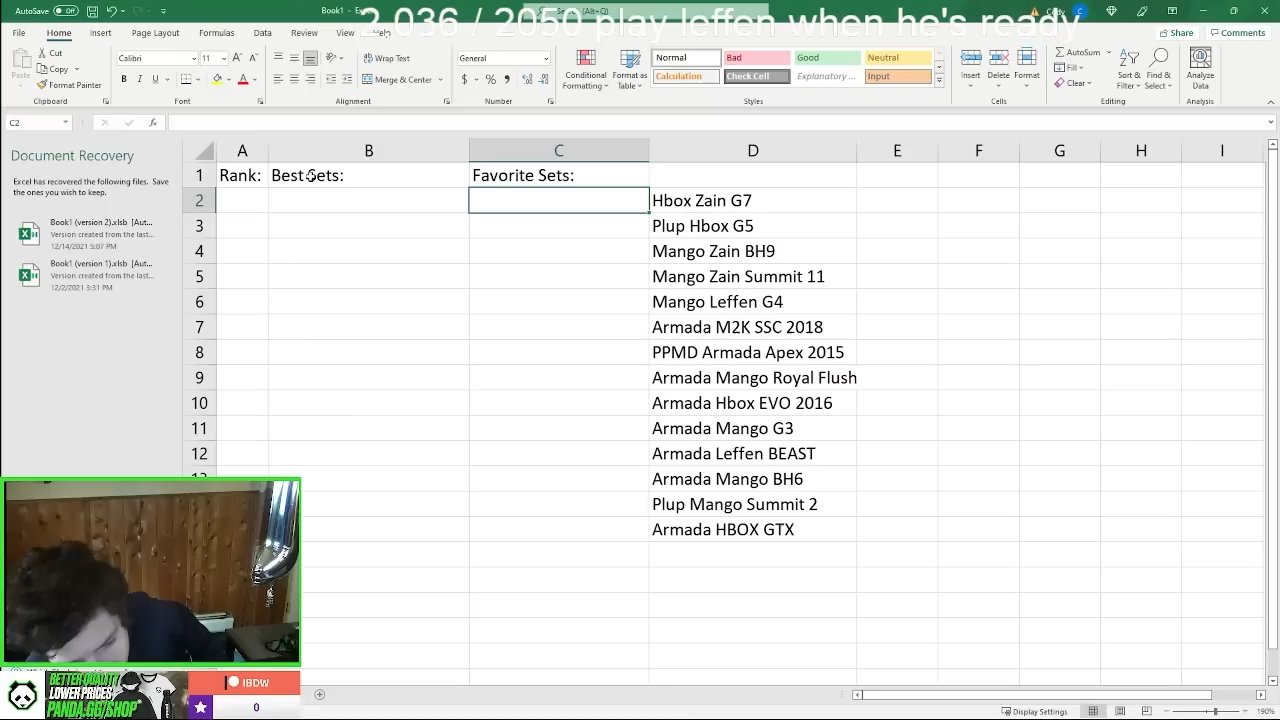 AutoSave Off Book1 - Ex
2,036 / 2050 play leffen when he's ready
File Home Insert Page Layout Formulas Data Review View Help Share Comments
Paste Cut Copy Format Painter Clipboard
Calibri 11 Font
Wrap Text Merge & Center Alignment
General Number
Conditional Formatting Format as Table
Normal Bad Good Neutral
Calculation Check Cell Explanatory ... Input
Styles
Insert Delete Format Cells
AutoSum Fill Clear Sort & Filter Find & Select Editing
Analyze Data Analysis
C2 fx
Document Recovery
Excel has recovered the following files. Save the ones you wish to keep.
Book1 (version 2).xlsb [Aut...
Version created from the last...
12/14/2021 5:07 PM
Book1 (version 1).xlsb [Aut...
Version created from the last...
12/2/2021 3:31 PM
A B C D E F G H I
1 Rank: Best Sets: Favorite Sets:
2 Hbox Zain G7
3 Plup Hbox G5
4 Mango Zain BH9
5 Mango Zain Summit 11
6 Mango Leffen G4
7 Armada M2K SSC 2018
8 PPMD Armada Apex 2015
9 Armada Mango Royal Flush
10 Armada Hbox EVO 2016
11 Armada Mango G3
12 Armada Leffen BEAST
Armada Mango BH6
Plup Mango Summit 2
Armada HBOX GTX
BETTER QUALITY
LOWER PRICES
PANDA.GG/SHOP
IBDW
0
Display Settings 190%